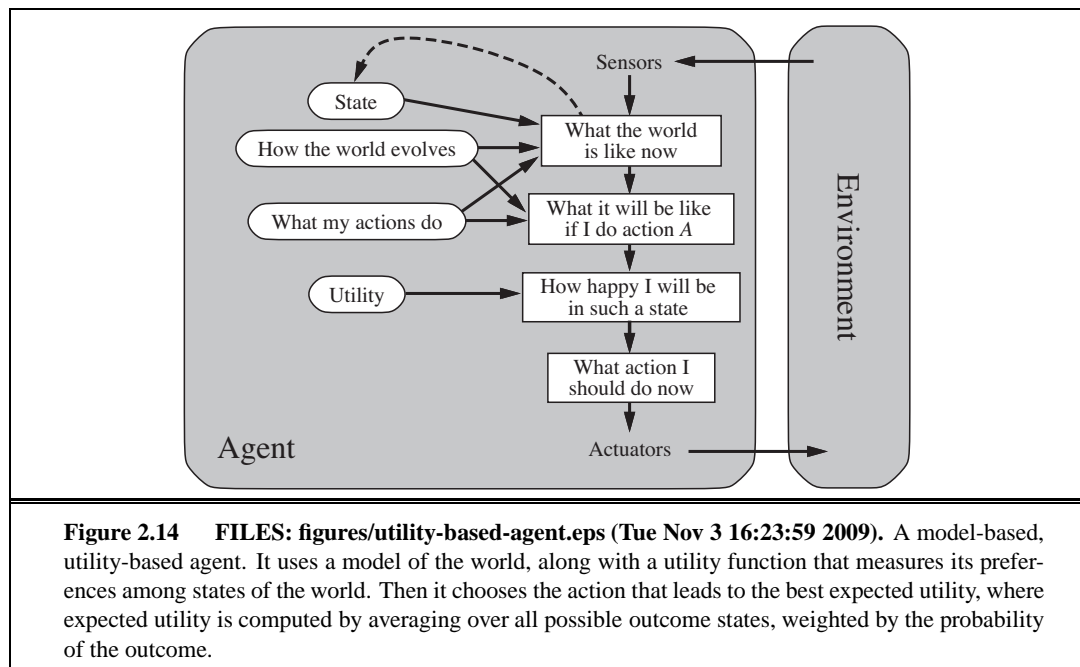 Sensors
State
What the world
is like now
How the world evolves
What it will be like
if I do action A
What my actions do
How happy I will be
in such a state
Utility
What action I
should do now
Agent
Actuators
Environment
Figure 2.14 FILES: figures/utility-based-agent.eps (Tue Nov 3 16:23:59 2009). A model-based,
utility-based agent. It uses a model of the world, along with a utility function that measures its prefer-
ences among states of the world. Then it chooses the action that leads to the best expected utility, where
expected utility is computed by averaging over all possible outcome states, weighted by the probability
of the outcome.